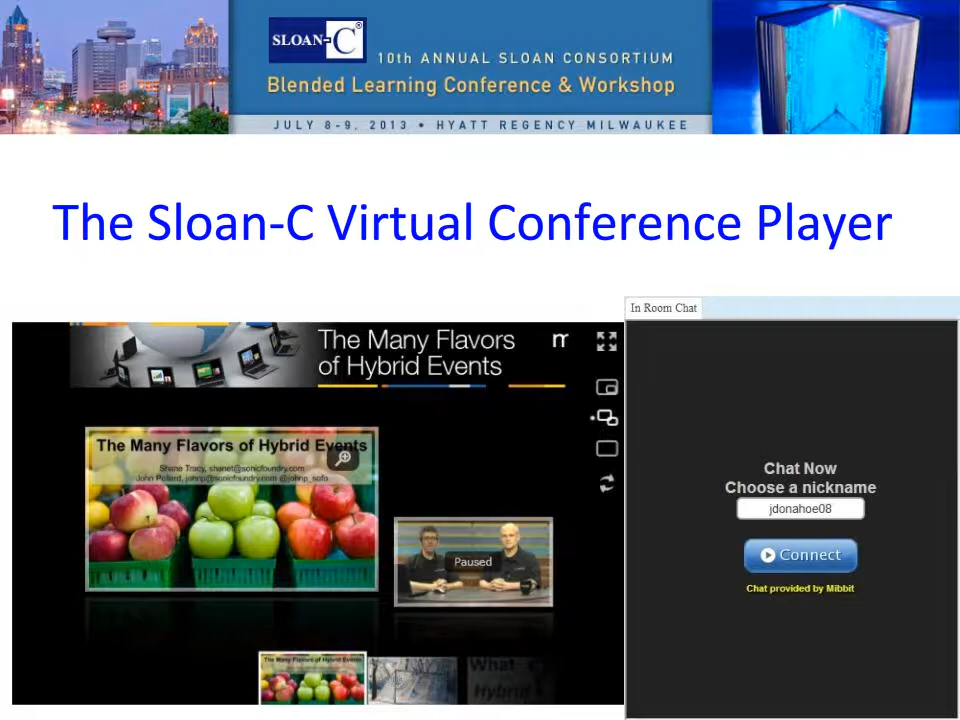 SLOAN-C®
10th ANNUAL SLOAN CONSORTIUM
Blended Learning Conference & Workshop
JULY 8-9, 2013 • HYATT REGENCY MILWAUKEE
The Sloan-C Virtual Conference Player
In Room Chat
The Many Flavors
of Hybrid Events
m
The Many Flavors of Hybrid Events
Shane Tracy, shanet@sonicfoundry.com
John Pollard, johnp@sonicfoundry.com @johnp_sofo
Paused
Chat Now
Choose a nickname
jdonahoe08
Connect
Chat provided by Mibbit
The Many Flavors of Hybrid Events
What
Hybrid